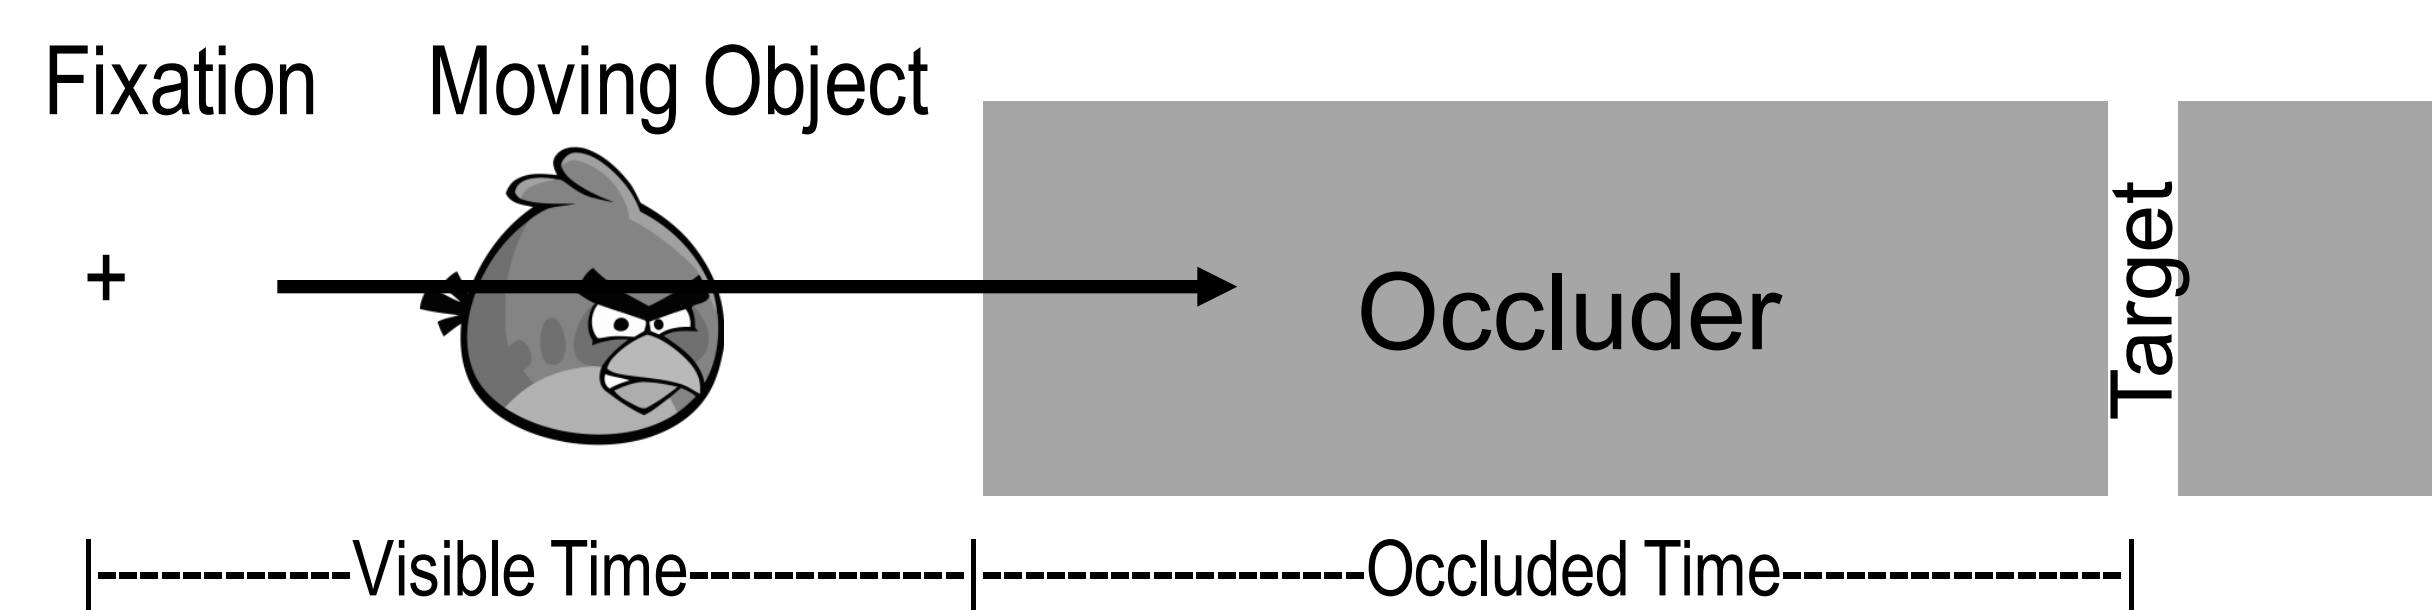 Fixation
Moving Object
+
Occluder
Target
|------------Visible Time-------------|------------------Occluded Time----------------|